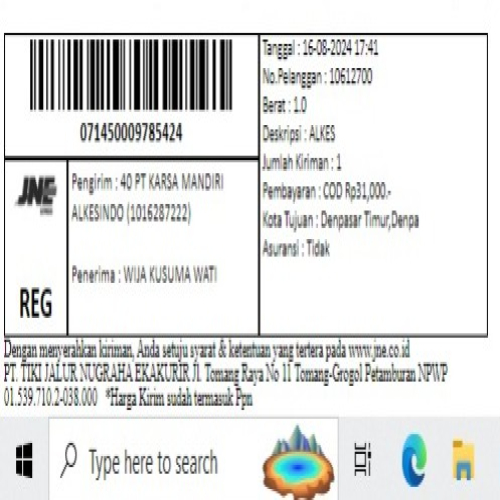 071450009785424
JNE
REG
Pengirim : 40 PT KARSA MANDIRI
ALKESINDO (1016287222)
Penerima : WIJA KUSUMA WATI
Tanggal : 16-08-2024 17:41
No.Pelanggan : 10612700
Berat : 1.0
Deskripsi : ALKES
Jumlah Kiriman : 1
Pembayaran : COD Rp31,000.-
Kota Tujuan : Denpasar Timur,Denpa
Asuransi : Tidak
Dengan menyerahkan kiriman, Anda setuju syarat & ketentuan yang tertera pada www.jne.co.id
PT. TIKI JALUR NUGRAHA EKAKURIR Jl. Tomang Raya No 11 Tomang-Grogol Petamburan NPWP
01.539.710.2-038.000 *Harga Kirim sudah termasuk Ppn
Type here to search